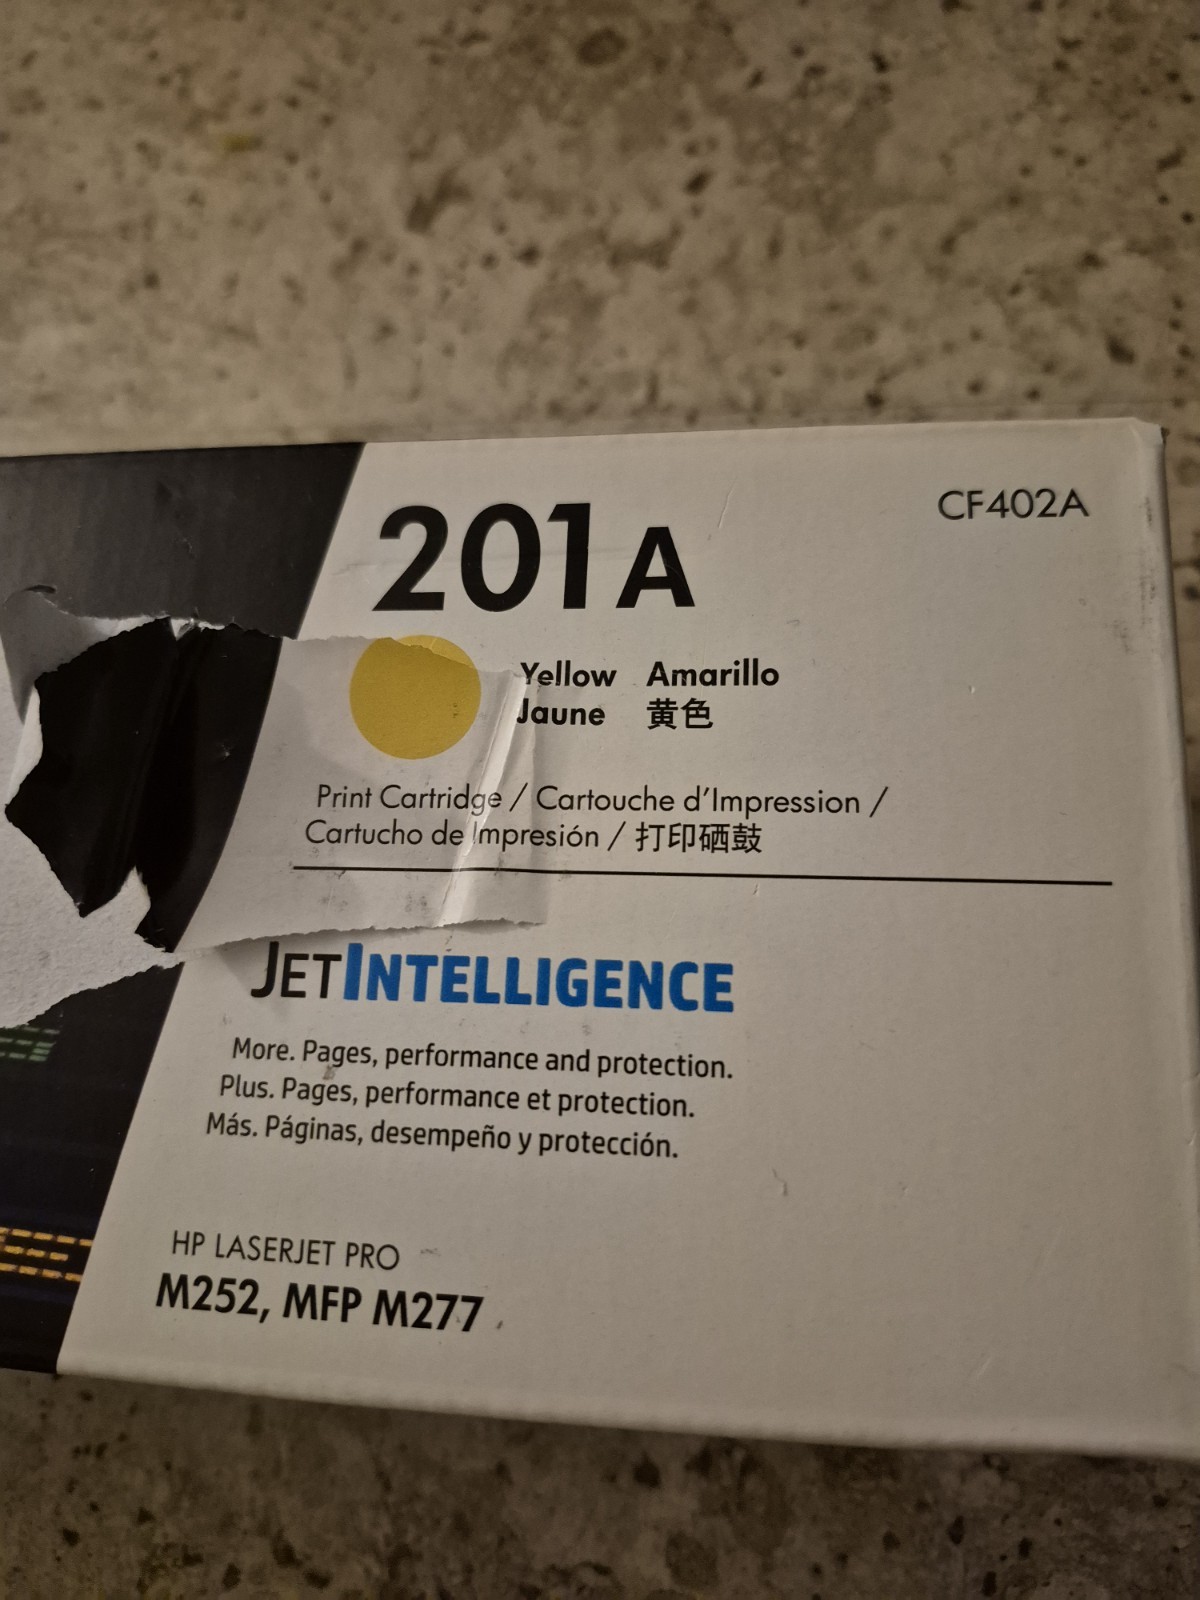 201A
CF402A
Yellow Amarillo
Jaune 黄色
Print Cartridge / Cartouche d'Impression /
Cartucho de Impresión / 打印硒鼓
JETINTELLIGENCE
More. Pages, performance and protection.
Plus. Pages, performance et protection.
Más. Páginas, desempeño y protección.
HP LASERJET PRO
M252, MFP M277